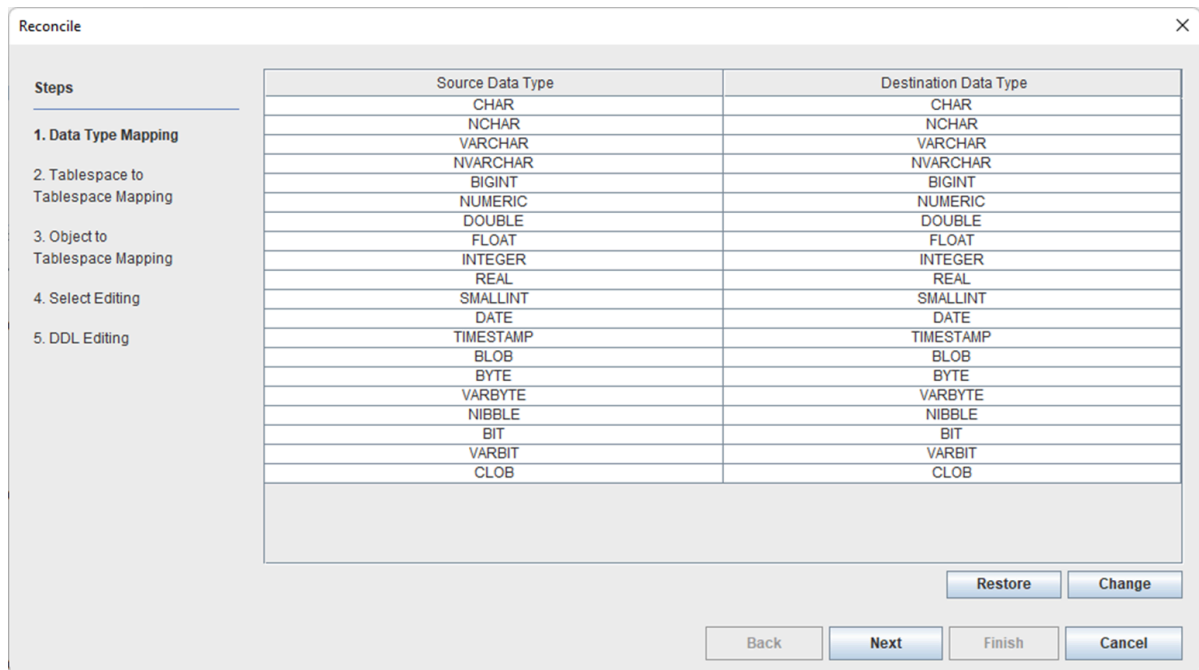 Reconcile
Steps
1. Data Type Mapping
2. Tablespace to
Tablespace Mapping
3. Object to
Tablespace Mapping
4. Select Editing
5. DDL Editing
Source Data Type Destination Data Type
CHAR CHAR
NCHAR NCHAR
VARCHAR VARCHAR
NVARCHAR NVARCHAR
BIGINT BIGINT
NUMERIC NUMERIC
DOUBLE DOUBLE
FLOAT FLOAT
INTEGER INTEGER
REAL REAL
SMALLINT SMALLINT
DATE DATE
TIMESTAMP TIMESTAMP
BLOB BLOB
BYTE BYTE
VARBYTE VARBYTE
NIBBLE NIBBLE
BIT BIT
VARBIT VARBIT
CLOB CLOB
Restore Change
Back Next Finish Cancel